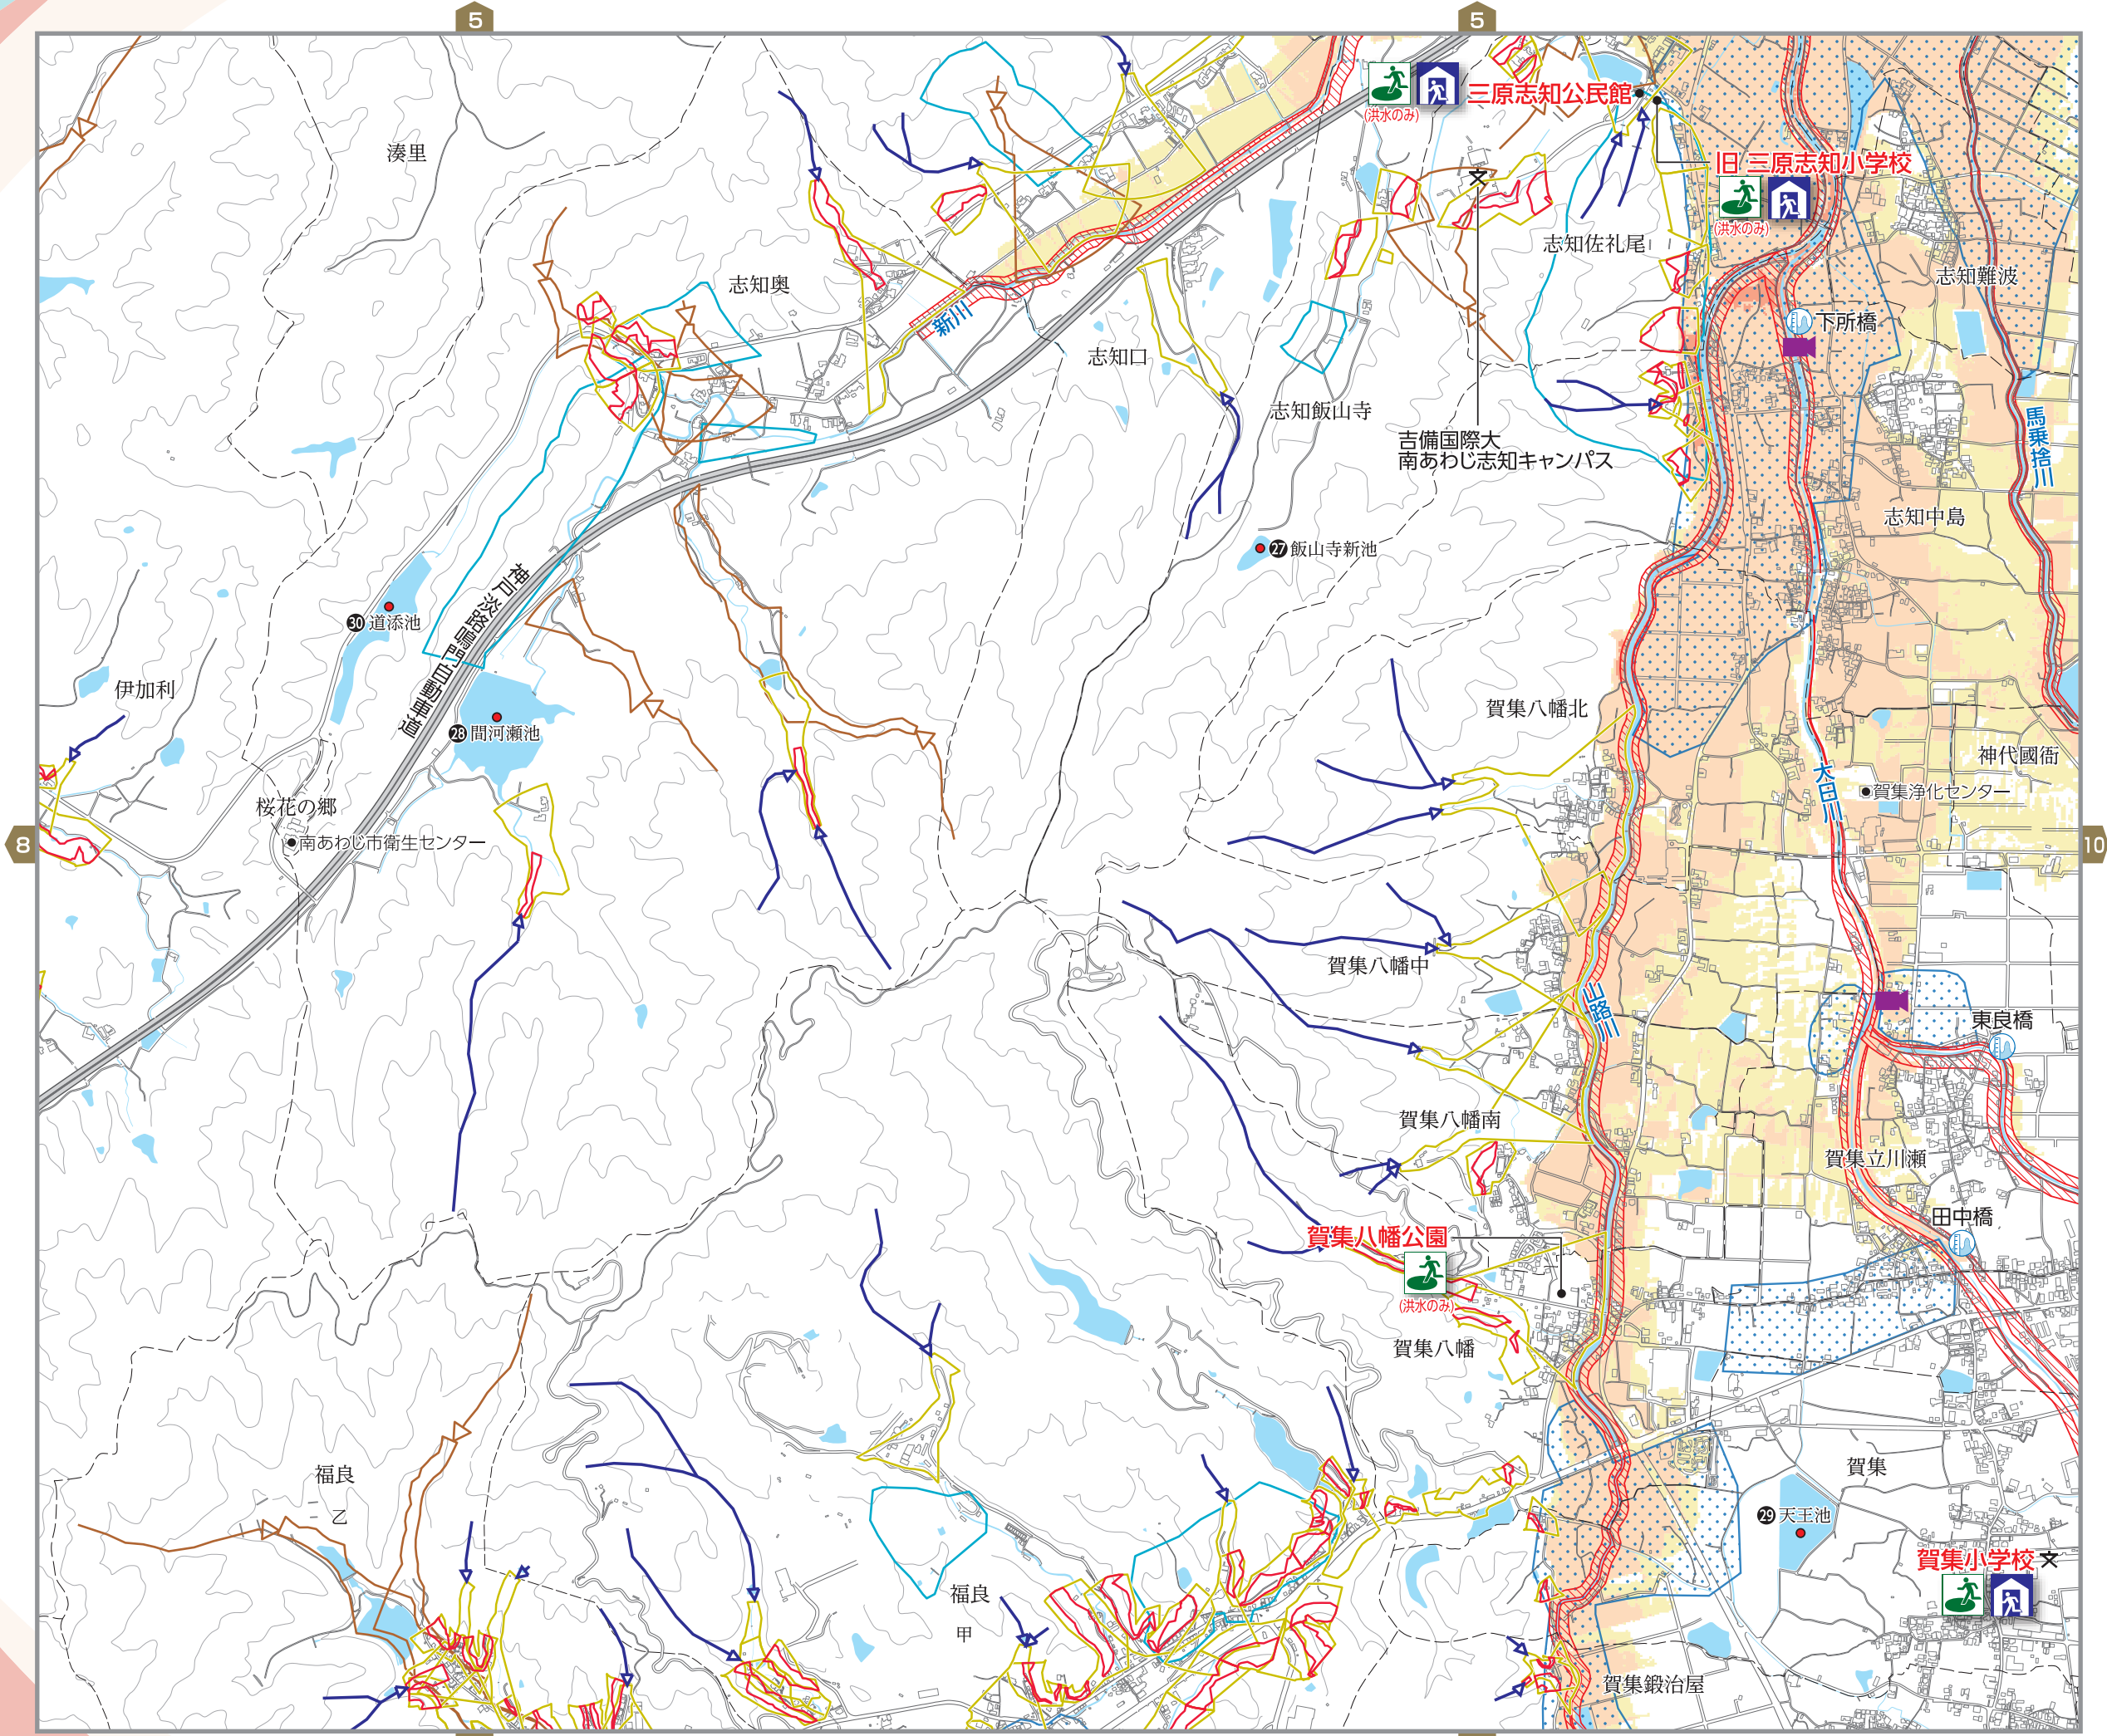 5
5
三原志知公民館
(洪水のみ)
旧 三原志知小学校
(洪水のみ)
湊里
志知佐礼尾
志知難波
志知奥
新川
下所橋
志知口
志知飯山寺
馬乗捨川
吉備国際大
南あわじ志知キャンパス
志知中島
27 飯山寺新池
神戸淡路鳴門自動車道
30 道添池
伊加利
賀集八幡北
28 間河瀬池
神代國衙
大日川
賀集浄化センター
桜花の郷
南あわじ市衛生センター
8
10
賀集八幡中
山路川
東良橋
賀集八幡南
賀集立川瀬
田中橋
賀集八幡公園
(洪水のみ)
賀集八幡
福良
乙
賀集
29 天王池
賀集小学校
福良
甲
賀集鍛治屋